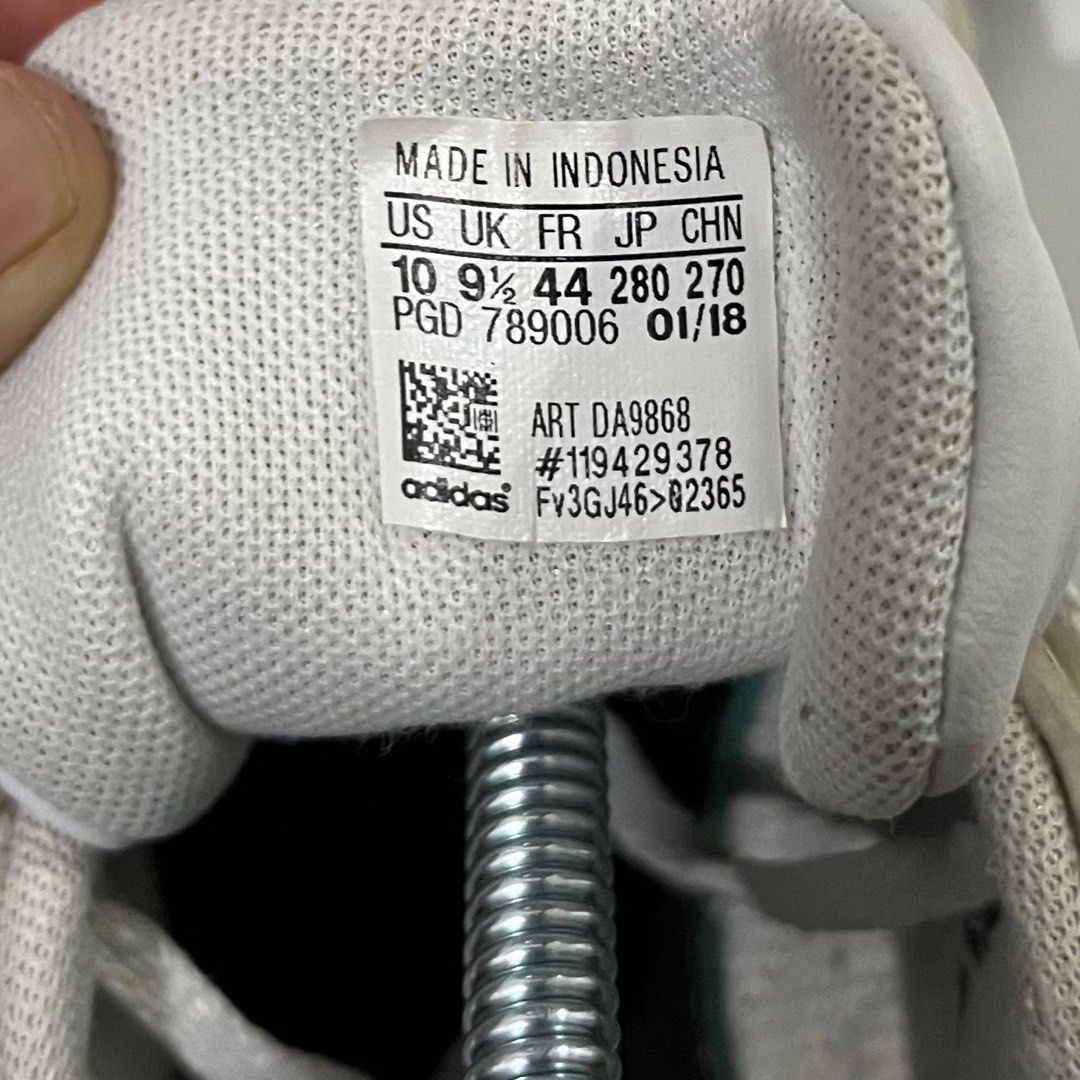 MADE IN INDONESIA
US UK FR JP CHN
10 9½ 44 280 270
PGD 789006 01/18
ART DA9868
#119429378
adidas® Fv3GJ46>Q2365